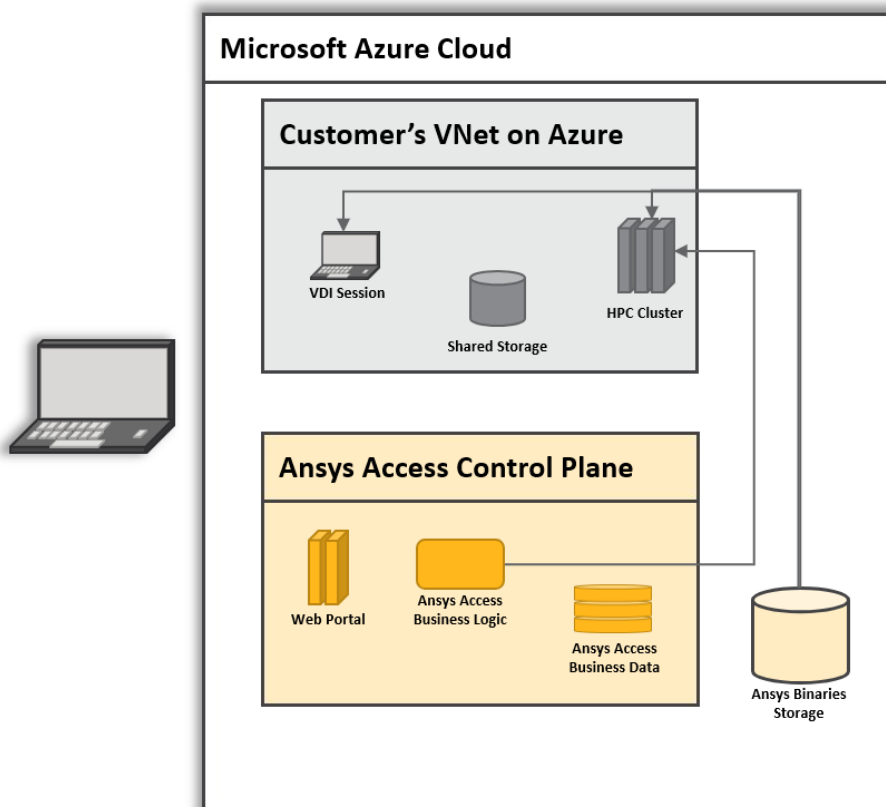 Microsoft Azure Cloud
Customer’s VNet on Azure
VDI Session
HPC Cluster
Shared Storage
Ansys Access Control Plane
Web Portal
Ansys Access
Business Logic
Ansys Access
Business Data
Ansys Binaries
Storage